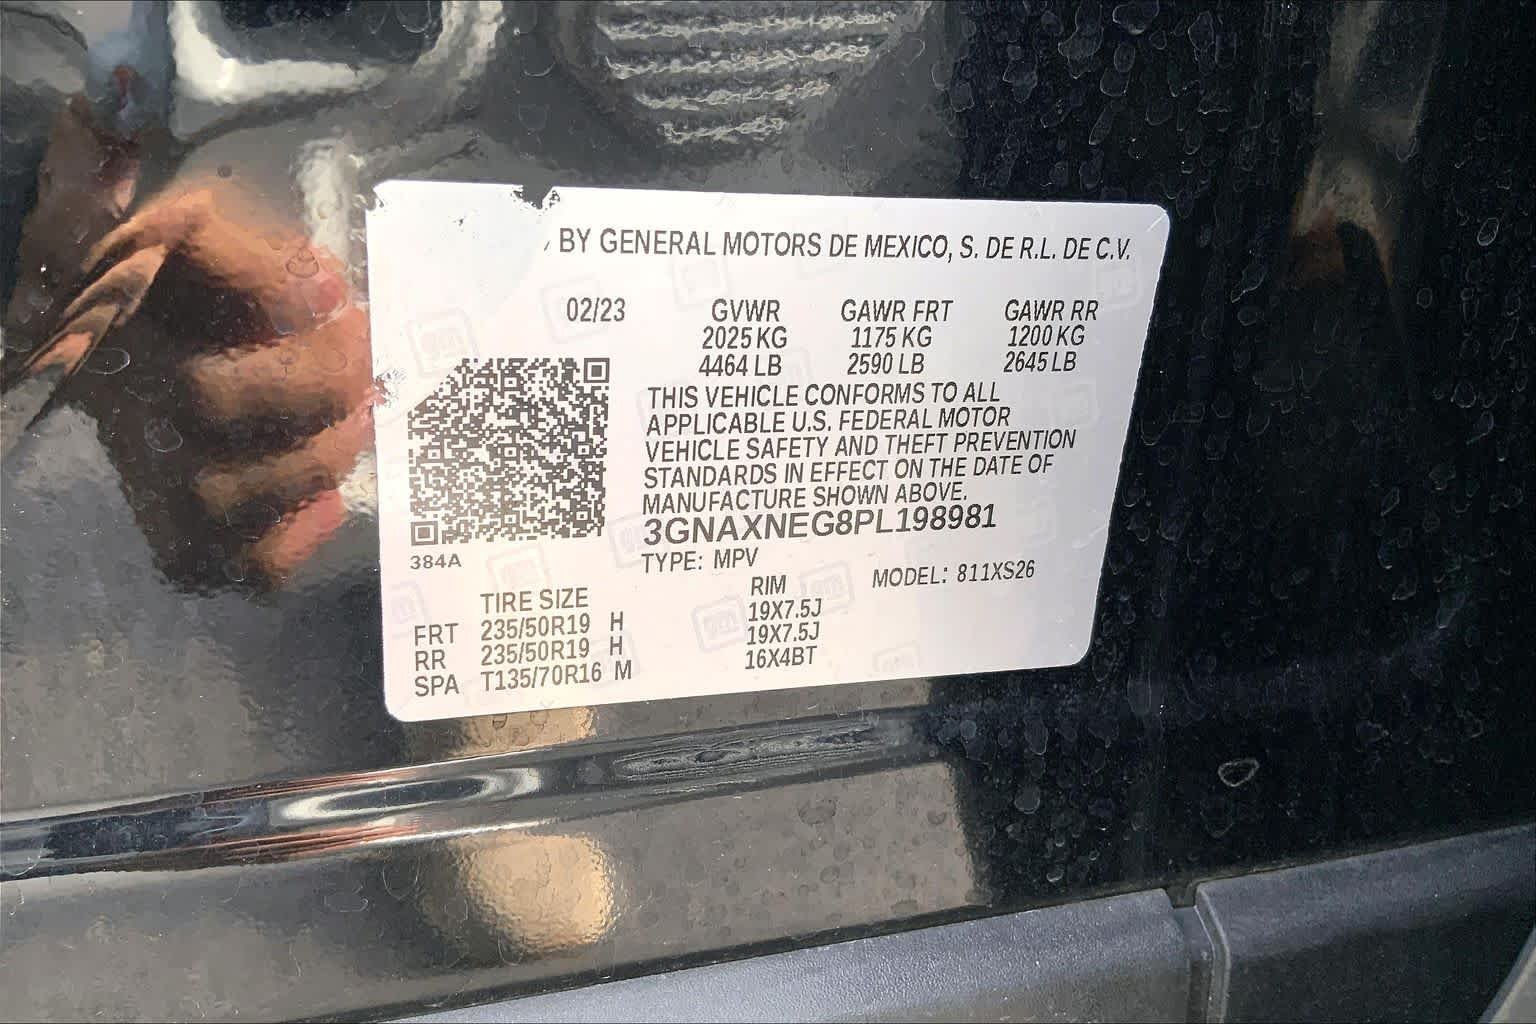 BY GENERAL MOTORS DE MEXICO, S. DE R.L. DE C.V.
02/23 GVWR GAWR FRT GAWR RR
2025 KG 1175 KG 1200 KG
4464 LB 2590 LB 2645 LB
THIS VEHICLE CONFORMS TO ALL
APPLICABLE U.S. FEDERAL MOTOR
VEHICLE SAFETY AND THEFT PREVENTION
STANDARDS IN EFFECT ON THE DATE OF
MANUFACTURE SHOWN ABOVE.
3GNAXNEG8PL198981
384A
TYPE: MPV MODEL: 811XS26
TIRE SIZE RIM
FRT 235/50R19 H 19X7.5J
RR 235/50R19 H 19X7.5J
SPA T135/70R16 M 16X4BT